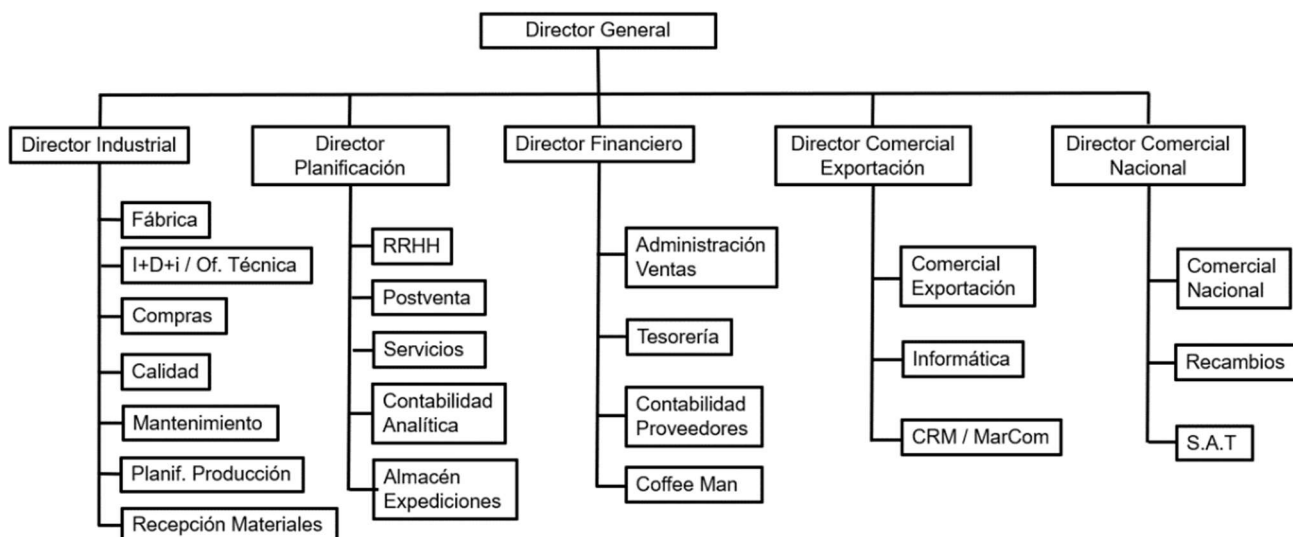 Director General
Director Industrial
Fábrica
I+D+i / Of. Técnica
Compras
Calidad
Mantenimiento
Planif. Producción
Recepción Materiales
Director
Planificación
RRHH
Postventa
Servicios
Contabilidad
Analítica
Almacén
Expediciones
Director Financiero
Administración
Ventas
Tesorería
Contabilidad
Proveedores
Coffee Man
Director Comercial
Exportación
Comercial
Exportación
Informática
CRM / MarCom
Director Comercial
Nacional
Comercial
Nacional
Recambios
S.A.T